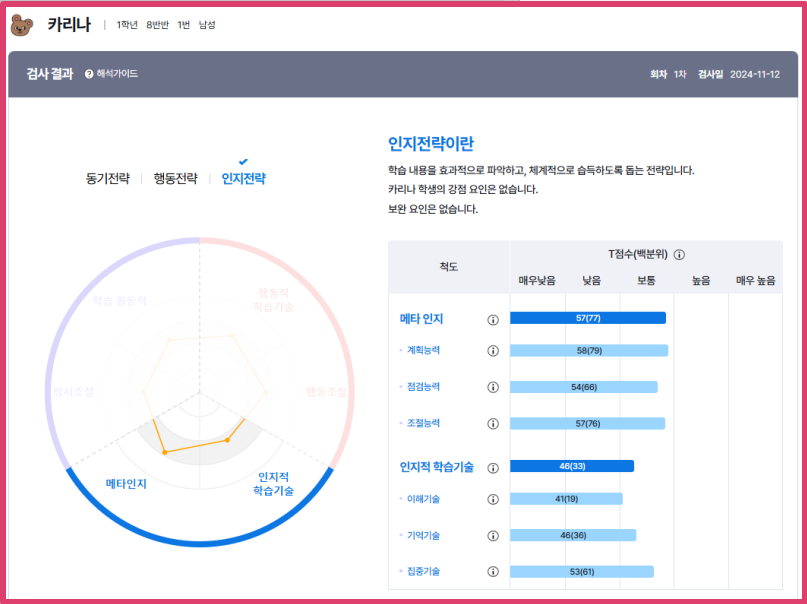 카리나 | 1학년 8반반 1번 남성
검사 결과 ? 해석가이드
회차 1차 검사일 2024-11-12
동기전략 | 행동전략 | 인지전략
학습 원동력
행동적
학습기술
정서조절
행동조절
메타인지
인지적
학습기술
인지전략이란
학습 내용을 효과적으로 파악하고, 체계적으로 습득하도록 돕는 전략입니다.
카리나 학생의 강점 요인은 없습니다.
보완 요인은 없습니다.
척도
T점수(백분위)
매우낮음 낮음 보통 높음 매우 높음
메타 인지 57(77)
- 계획능력 58(79)
- 점검능력 54(66)
- 조절능력 57(76)
인지적 학습기술 46(33)
- 이해기술 41(19)
- 기억기술 46(36)
- 집중기술 53(61)